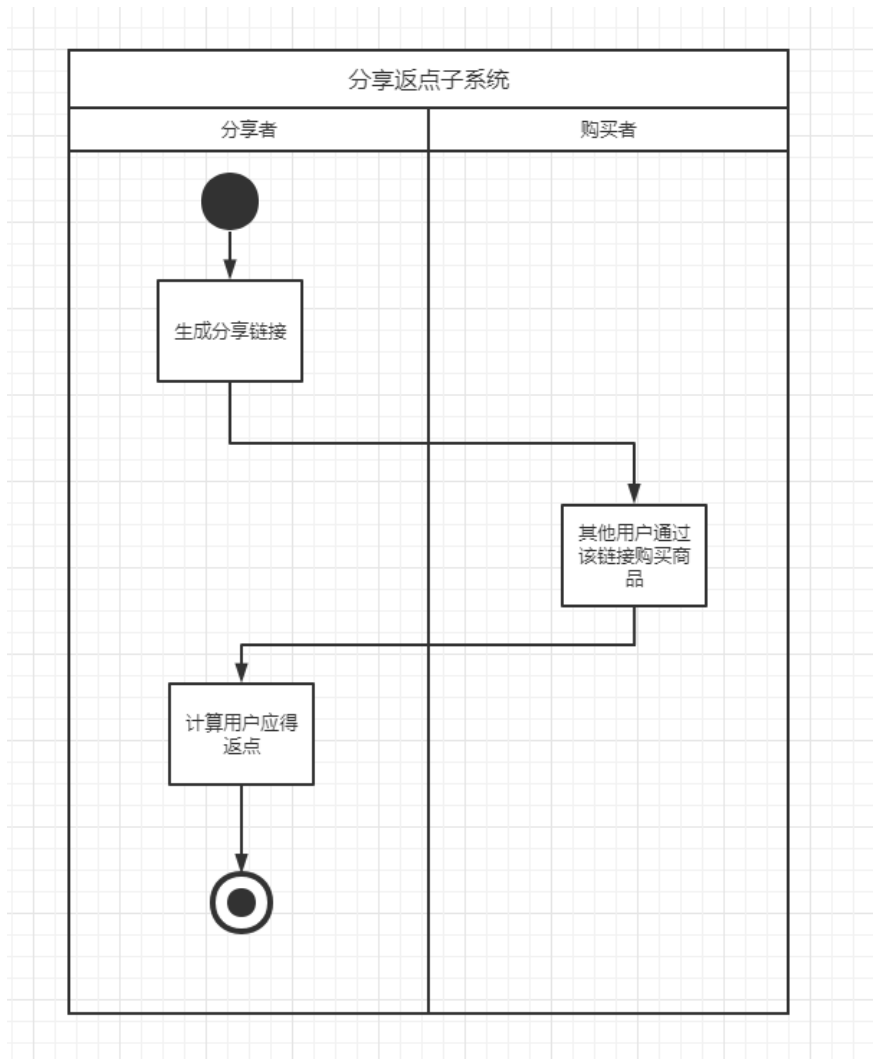 分享返点子系统
分享者
购买者
生成分享链接
其他用户通过
该链接购买商
品
计算用户应得
返点